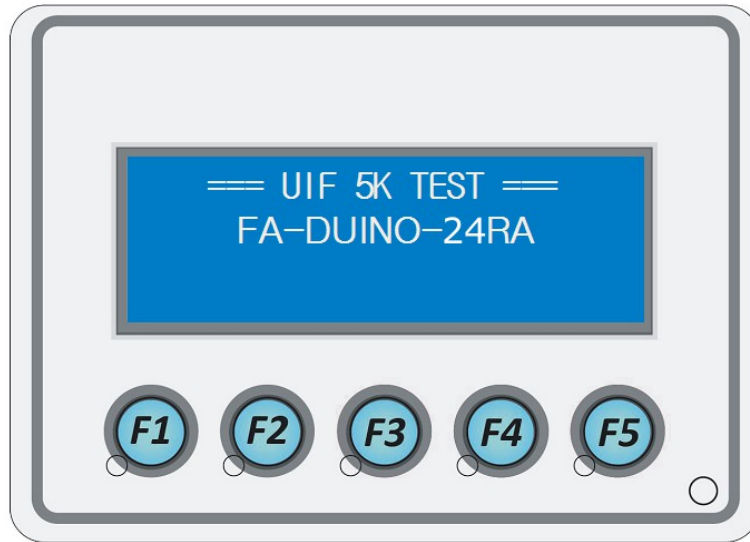 === UIF 5K TEST ===
FA-DUINO-24RA
F1 F2 F3 F4 F5